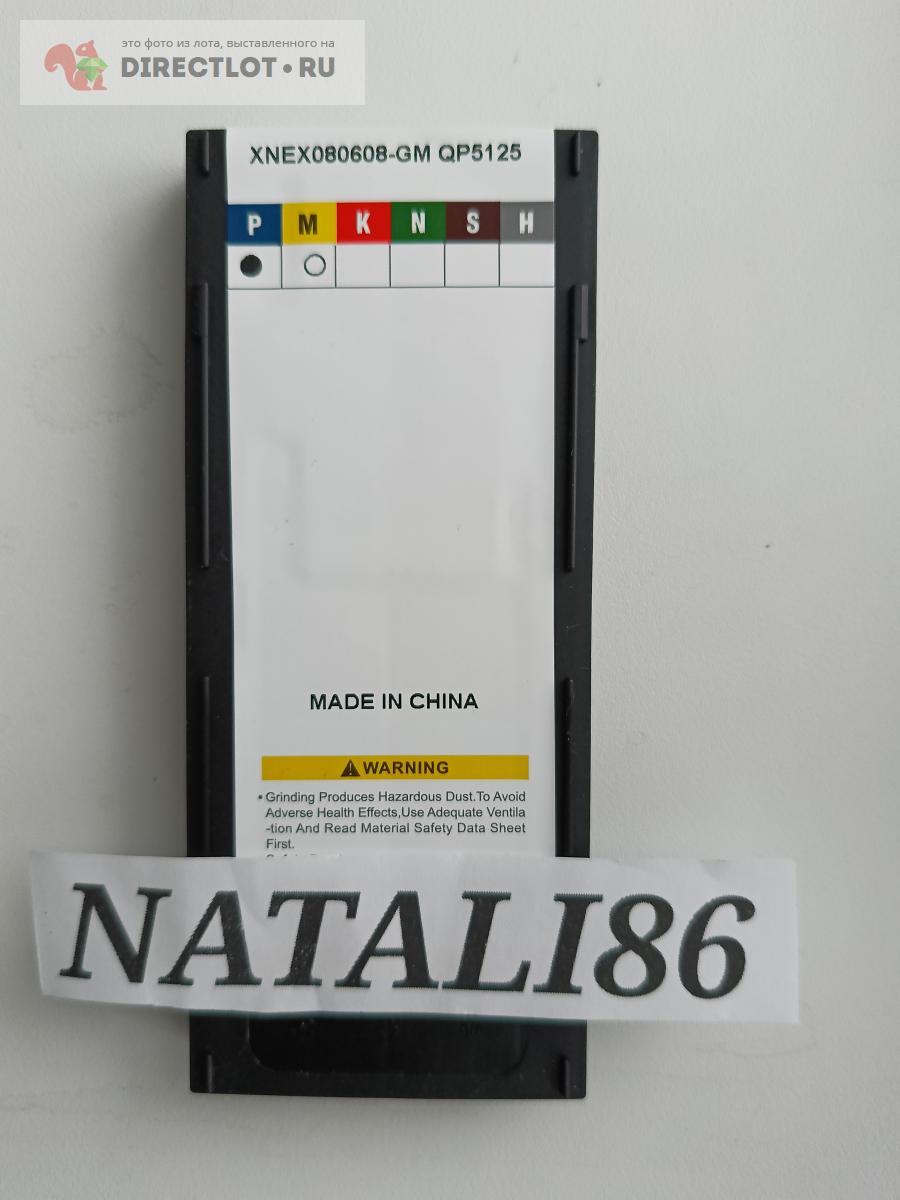 это фото из лота, выставленного на
DIRECTLOT•RU
XNEX080608-GM QP5125
P M K N S H
MADE IN CHINA
WARNING
• Grinding Produces Hazardous Dust.To Avoid
Adverse Health Effects,Use Adequate Ventila
-tion And Read Material Safety Data Sheet
First.
NATALI86